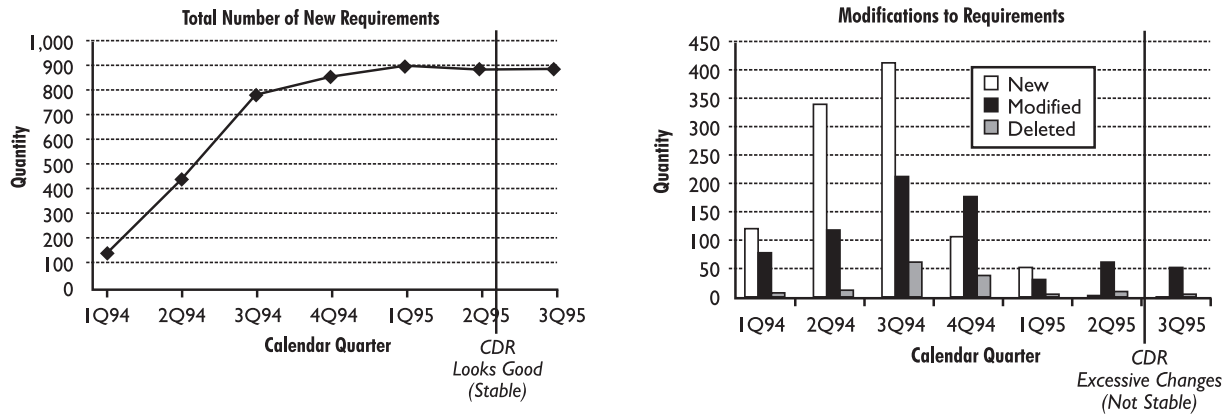 Total Number of New Requirements
1,000
900
800
700
600
500
400
300
200
100
0
Quantity
1Q94 2Q94 3Q94 4Q94 1Q95 2Q95 3Q95
Calendar Quarter
CDR
Looks Good
(Stable)
Modifications to Requirements
450
400
350
300
250
200
150
100
50
0
Quantity
New
Modified
Deleted
1Q94 2Q94 3Q94 4Q94 1Q95 2Q95 3Q95
Calendar Quarter
CDR
Excessive Changes
(Not Stable)